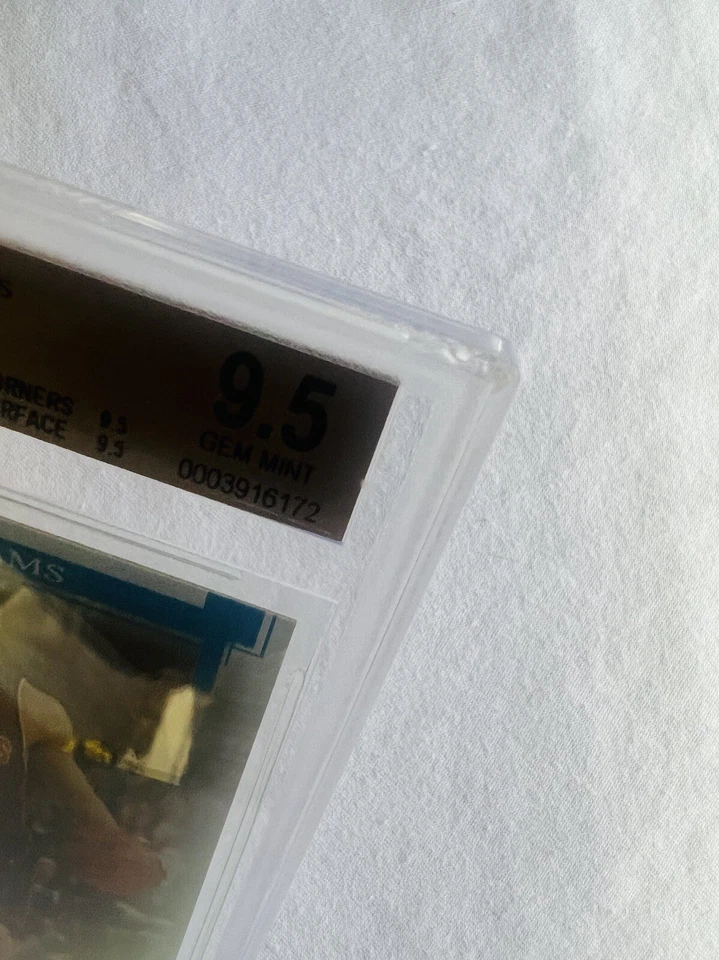 S
9.5
ORNERS 9.5
RFACE 9.5
GEM MINT
0003916172
AMS